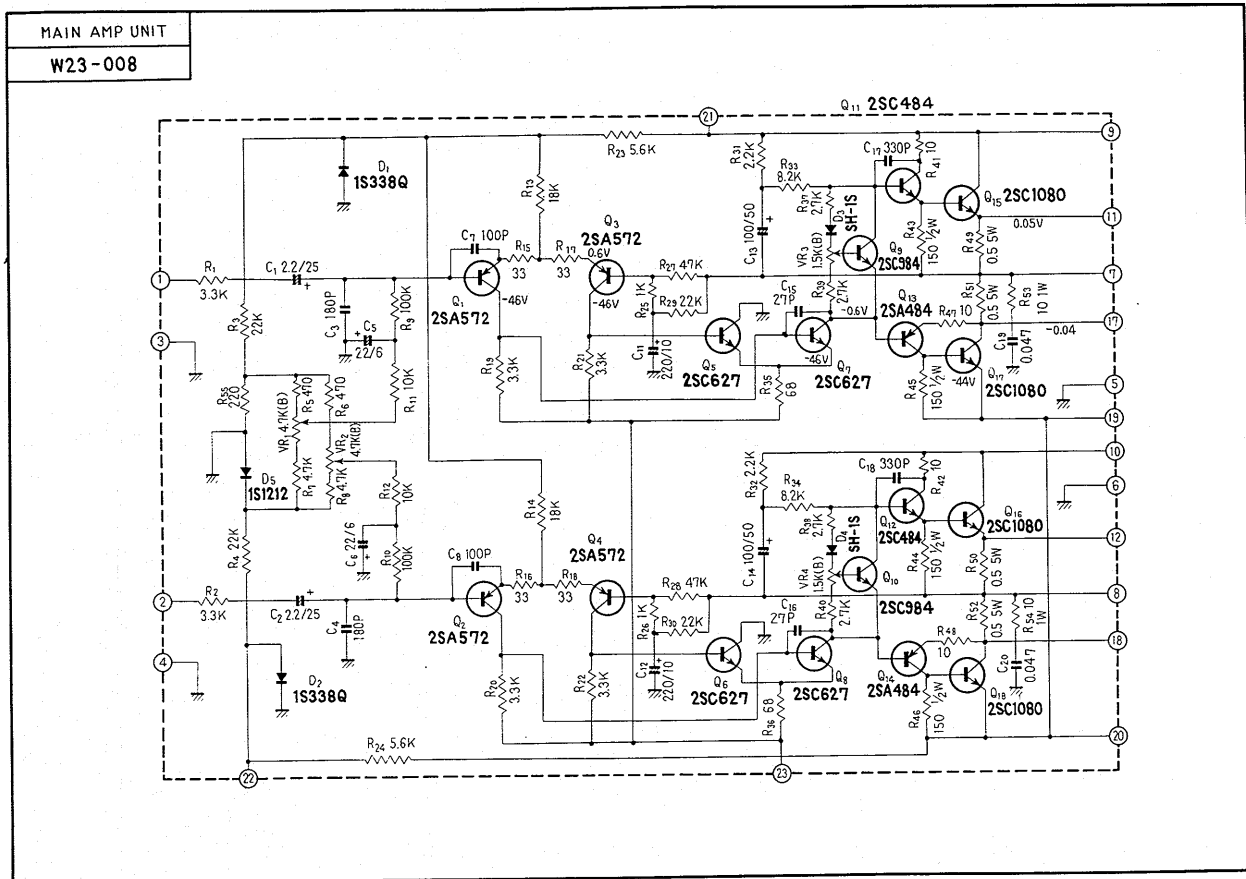 MAIN AMP UNIT
W23-008
Q11 2SC484
21
9
R23 5.6K
D1
1S338Q
R13
18K
R31
2.2K
R33
8.2K
C17 330P
R41
10
Q15
2SC1080
0.05V
11
C7 100P
R15
33
R17
33
Q3
2SA572
0.6V
-46V
R27 47K
R25 1K
R29 22K
C13 100/50
R37
2.7K
D3
SH-1S
VR3
1.5K(B)
Q9
2SC984
R43
150 1/2W
R49
0.5 5W
7
1
R1
3.3K
C1 2.2/25
180P
C3
C5
22/6
R9
100K
Q1
2SA572
-46V
R39
2.7K
C15
27P
-0.6V
Q13
2SA484
R47 10
R51
0.5 5W
R53
10 1W
17
-0.04
R3
22K
3
R19
3.3K
R21
3.3K
C11
220/10
Q5
2SC627
Q7
2SC627
-46V
R35
68
R45
150 1/2W
Q17
2SC1080
-44V
C19
0.047
5
19
R55
220
R5 470
R6 470
VR1 4.7K(B)
VR2
4.7K(B)
R11
10K
R7 4.7K
R8 4.7K
D5
1S1212
R12
10K
R14
18K
R32 2.2K
R34
8.2K
C18 330P
R42
10
10
6
R4 22K
C6 22/6
R10
100K
C8 100P
R16
33
R18
33
Q4
2SA572
R28 47K
R26 1K
R30 22K
C14 100/50
R38
2.7K
D4
SH-1S
VR4
1.5K(B)
Q12
2SC484
Q16
2SC1080
R44
150 1/2W
12
R50
0.5 5W
Q10
2SC984
2
R2
3.3K
C2 2.2/25
C4
180P
Q2
2SA572
C16
27P
R40
2.7K
8
R52
0.5 5W
R54 10
1W
R48
10
18
4
D2
1S338Q
R20
3.3K
R22
3.3K
C12
220/10
Q6
2SC627
Q8
2SC627
R36
68
Q14
2SA484
R46
150 1/2W
Q18
2SC1080
C20
0.047
20
R24 5.6K
22
23